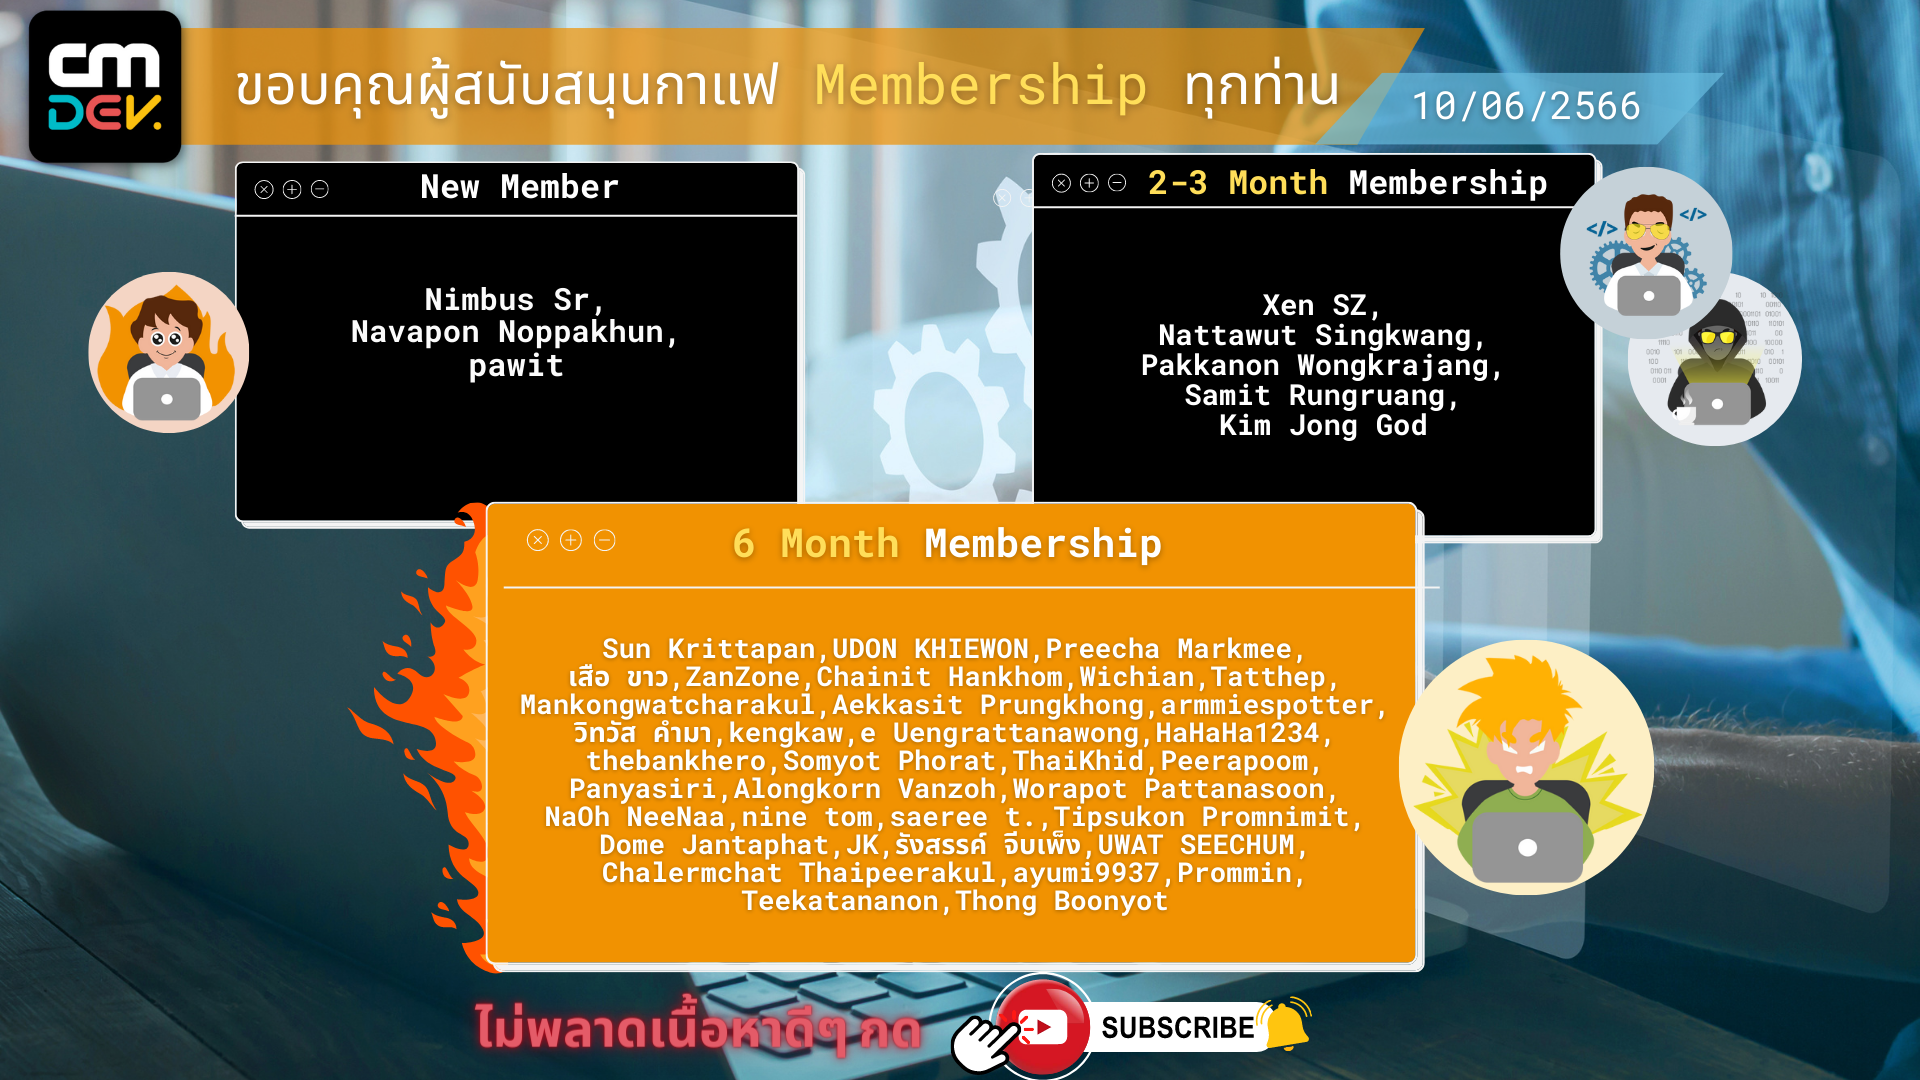 cm
DEV.
ขอบคุณผู้สนับสนุนกาแฟ Membership ทุกท่าน
10/06/2566
New Member
Nimbus Sr,
Navapon Noppakhun,
pawit
2-3 Month Membership
Xen SZ,
Nattawut Singkwang,
Pakkanon Wongkrajang,
Samit Rungruang,
Kim Jong God
</>
</>
6 Month Membership
Sun Krittapan,UDON KHIEWON,Preecha Markmee,
เสือ ขาว,ZanZone,Chainit Hankhom,Wichian,Tatthep,
Mankongwatcharakul,Aekkasit Prungkhong,armmiespotter,
วิทวัส คำมา,kengkaw,e Uengrattanawong,HaHaHa1234,
thebankhero,Somyot Phorat,ThaiKhid,Peerapoom,
Panyasiri,Alongkorn Vanzoh,Worapot Pattanasoon,
NaOh NeeNaa,nine tom,saeree t.,Tipsukon Promnimit,
Dome Jantaphat,JK,รังสรรค์ จีบเพ็ง,UWAT SEECHUM,
Chalermchat Thaipeerakul,ayumi9937,Prommin,
Teekatananon,Thong Boonyot
ไม่พลาดเนื้อหาดีๆ กด
SUBSCRIBE